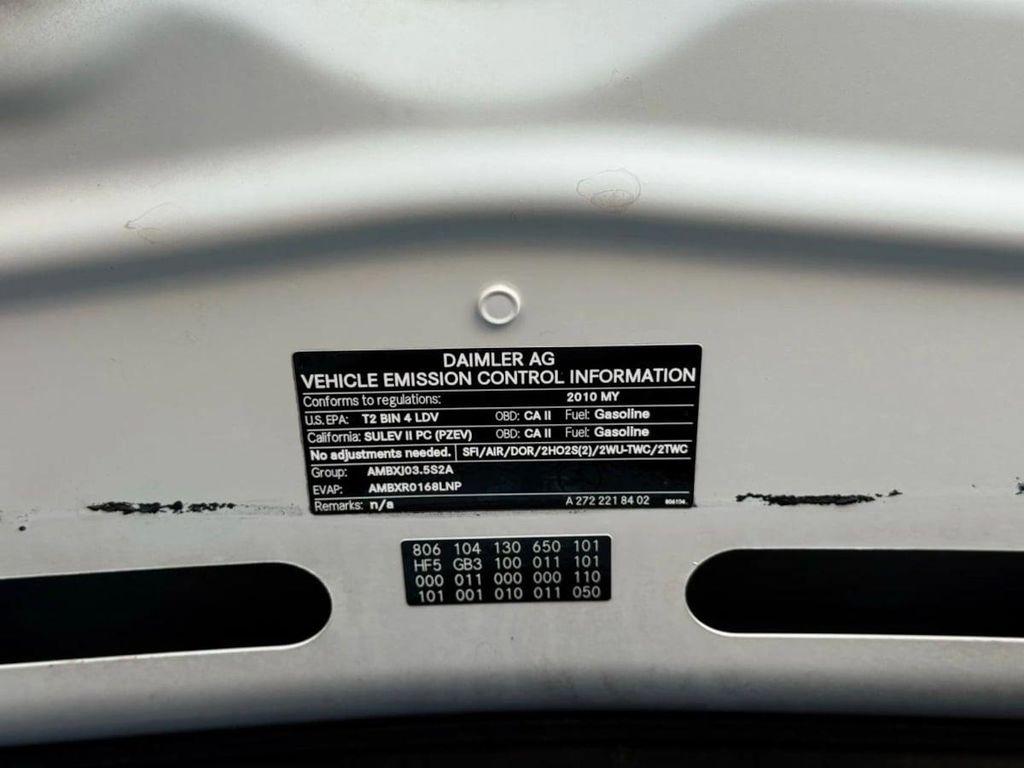 DAIMLER AG
VEHICLE EMISSION CONTROL INFORMATION
Conforms to regulations: 2010 MY
U.S. EPA: T2 BIN 4 LDV OBD: CA II Fuel: Gasoline
California: SULEV II PC (PZEV) OBD: CA II Fuel: Gasoline
No adjustments needed. SFI/AIR/DOR/2HO2S(2)/2WU-TWC/2TWC
Group: AMBXJ03.5S2A
EVAP: AMBXR0168LNP
Remarks: n/a A 272 221 84 02
806 104 130 650 101
HF5 GB3 100 011 101
000 011 000 000 110
101 001 010 011 050